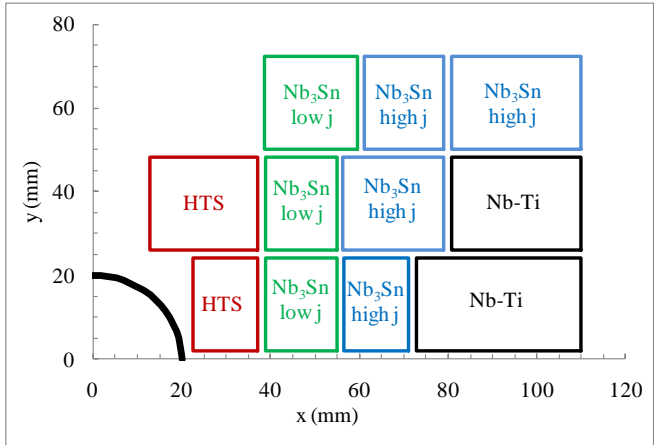 80
60
40
20
0
y (mm)
Nb₃Sn
low j
Nb₃Sn
high j
Nb₃Sn
high j
HTS
Nb₃Sn
low j
Nb₃Sn
high j
Nb-Ti
HTS
Nb₃Sn
low j
Nb₃Sn
high j
Nb-Ti
0 20 40 60 80 100 120
x (mm)